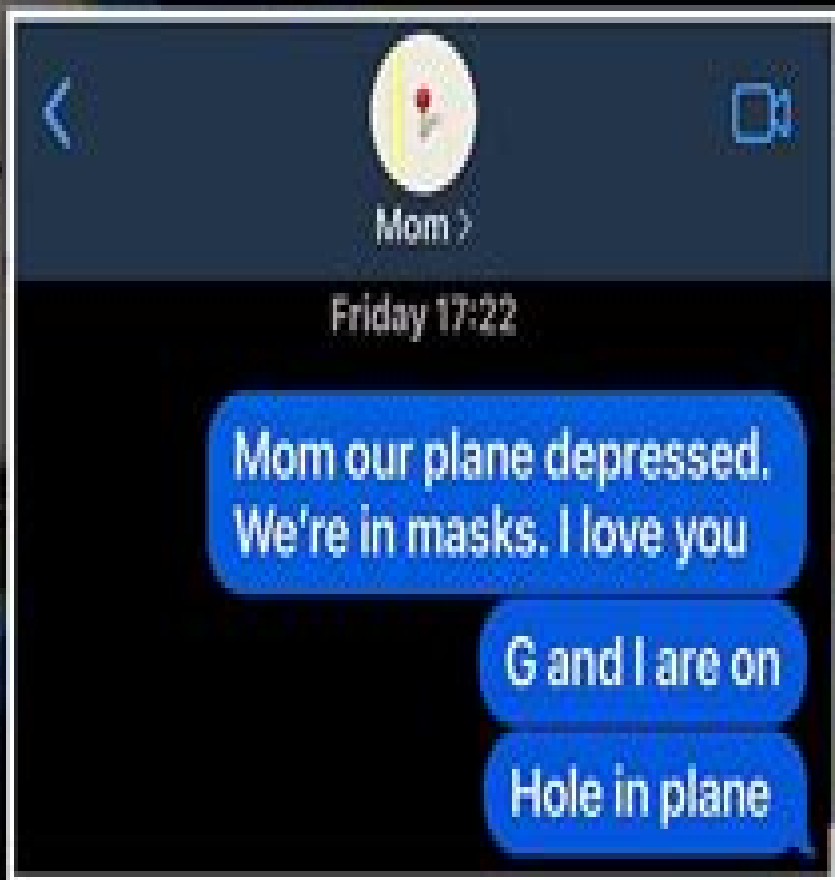 Mom >
Friday 17:22
Mom our plane depressed.
We're in masks. I love you
G and I are on
Hole in plane